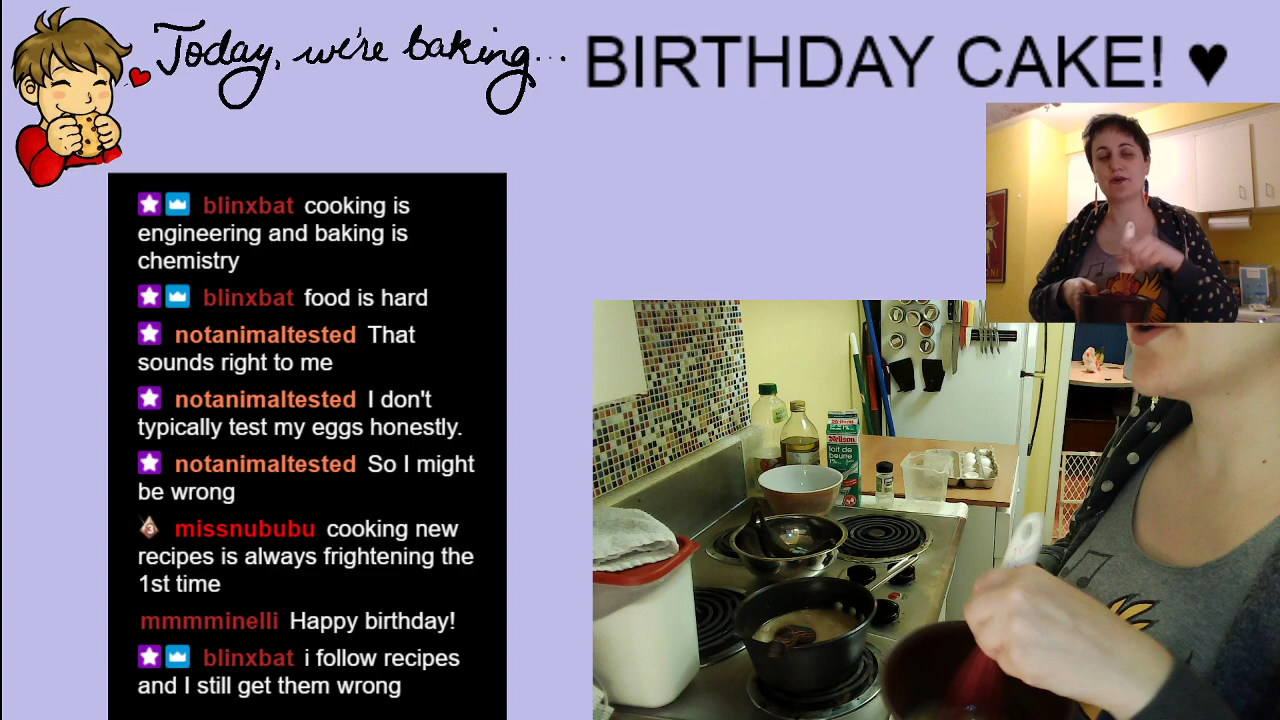 Today, we're baking... BIRTHDAY CAKE! ♥
blinxbat cooking is
engineering and baking is
chemistry
blinxbat food is hard
notanimaltested That
sounds right to me
notanimaltested I don't
typically test my eggs honestly.
notanimaltested So I might
be wrong
3 missnububu cooking new
recipes is always frightening the
1st time
mmmminelli Happy birthday!
blinxbat i follow recipes
and I still get them wrong
Neilson
lait de
beurre
1%